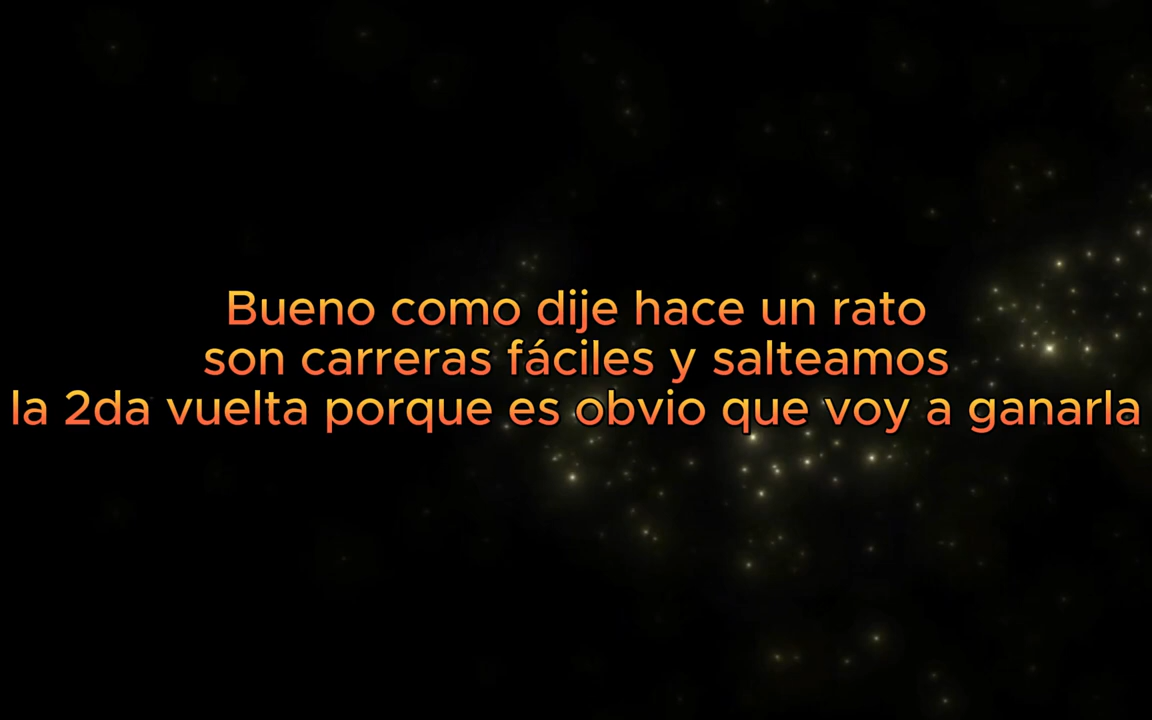 Bueno como dije hace un rato
son carreras fáciles y salteamos
la 2da vuelta porque es obvio que voy a ganarla